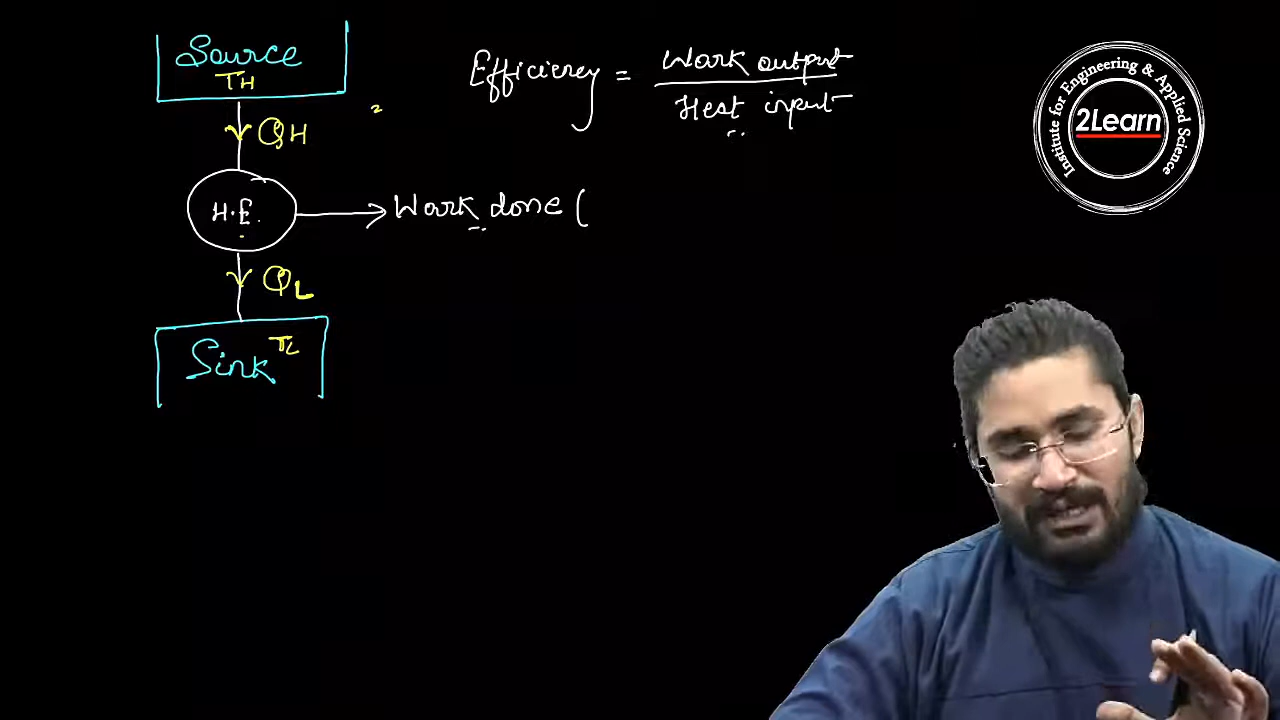 Source
TH
QH
H.E.
Work done (
QL
Sink TL
Efficiency = Work output
Heat input
Institute for Engineering & Applied Science
2Learn